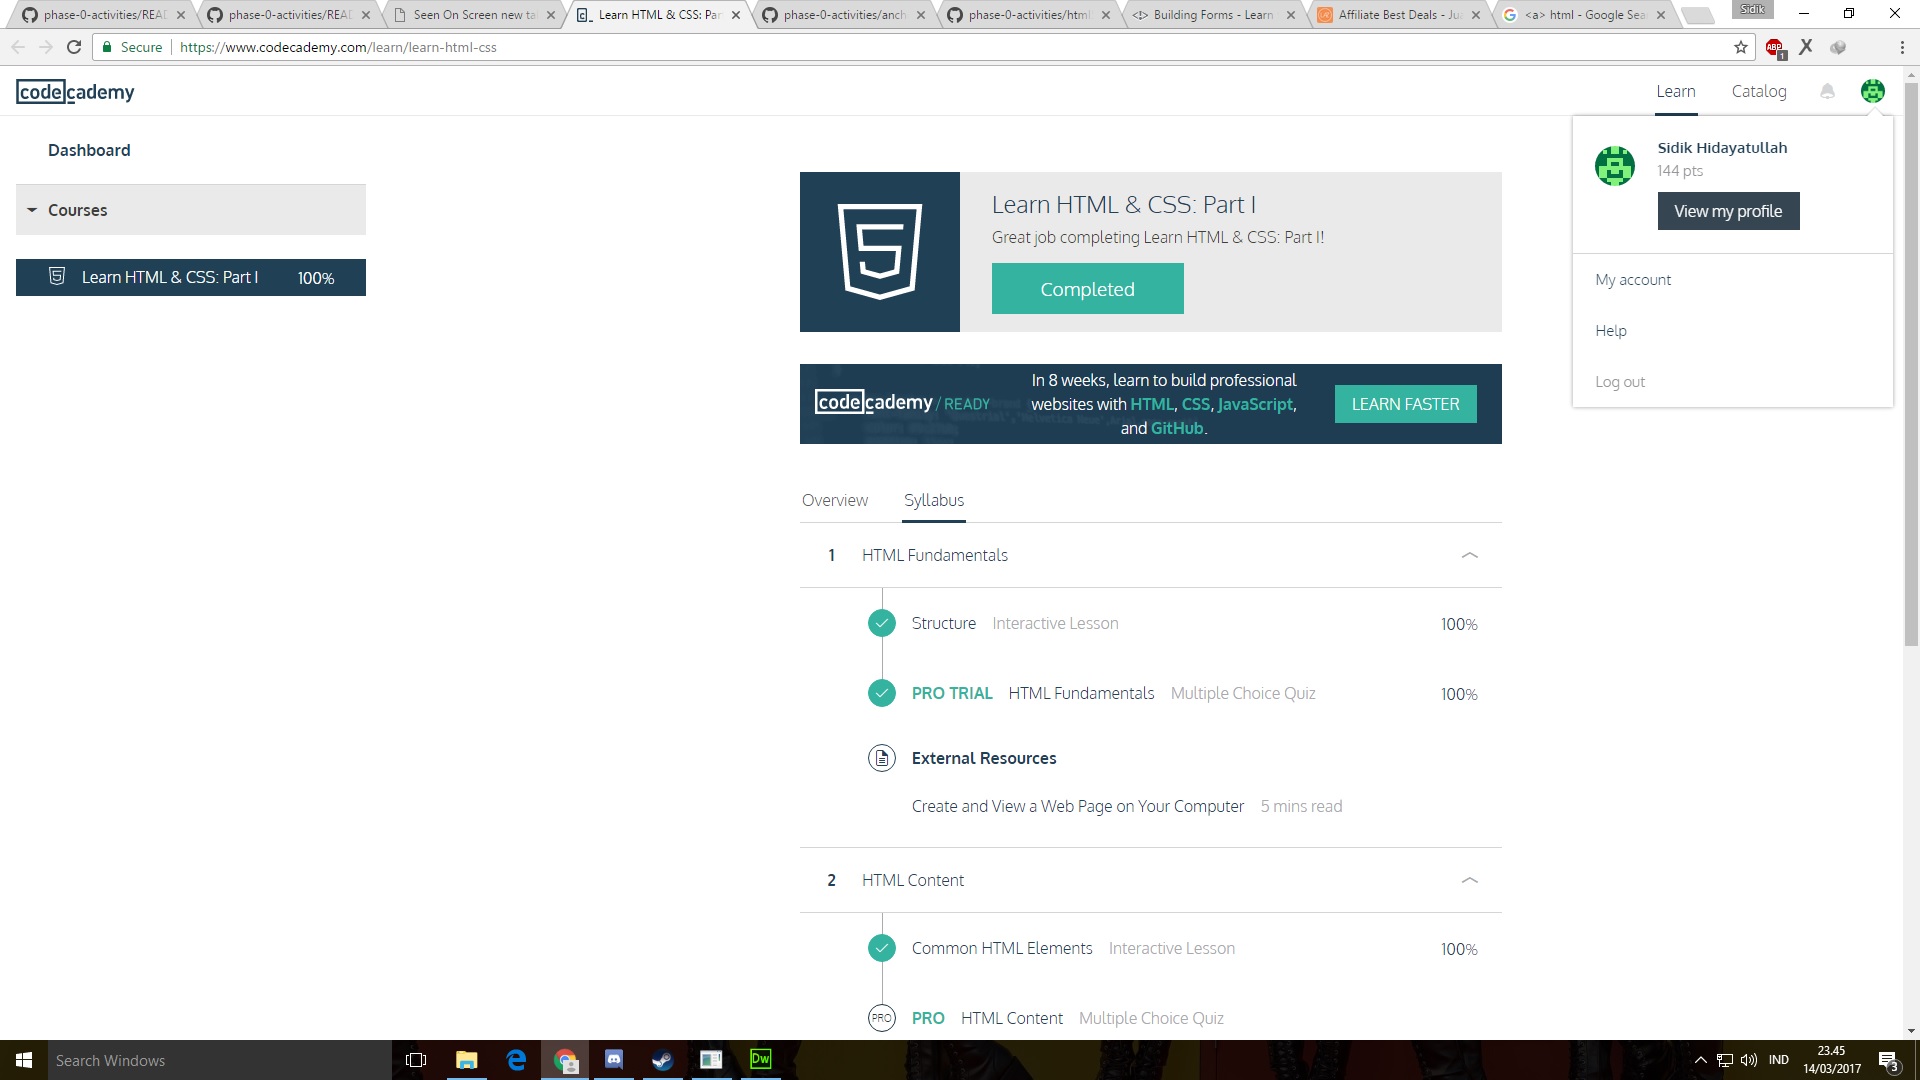 phase-0-activities/READ
phase-0-activities/READ
Seen On Screen new ta
Learn HTML & CSS: Par
phase-0-activities/anch
phase-0-activities/html
Building Forms - Learn
Affiliate Best Deals - Jua
<a> html - Google Sea
Sidik
Secure
https://www.codecademy.com/learn/learn-html-css
ABP
1
X
codecademy
Learn
Catalog
Dashboard
Courses
Learn HTML & CSS: Part I 100%
Learn HTML & CSS: Part I
Great job completing Learn HTML & CSS: Part I!
Completed
Sidik Hidayatullah
144 pts
View my profile
My account
Help
Log out
codecademy / READY
In 8 weeks, learn to build professional
websites with HTML, CSS, JavaScript,
and GitHub.
LEARN FASTER
Overview
Syllabus
1 HTML Fundamentals
Structure Interactive Lesson 100%
PRO TRIAL HTML Fundamentals Multiple Choice Quiz 100%
External Resources
Create and View a Web Page on Your Computer 5 mins read
2 HTML Content
Common HTML Elements Interactive Lesson 100%
PRO PRO HTML Content Multiple Choice Quiz
Search Windows
Dw
IND
23.45
14/03/2017
3